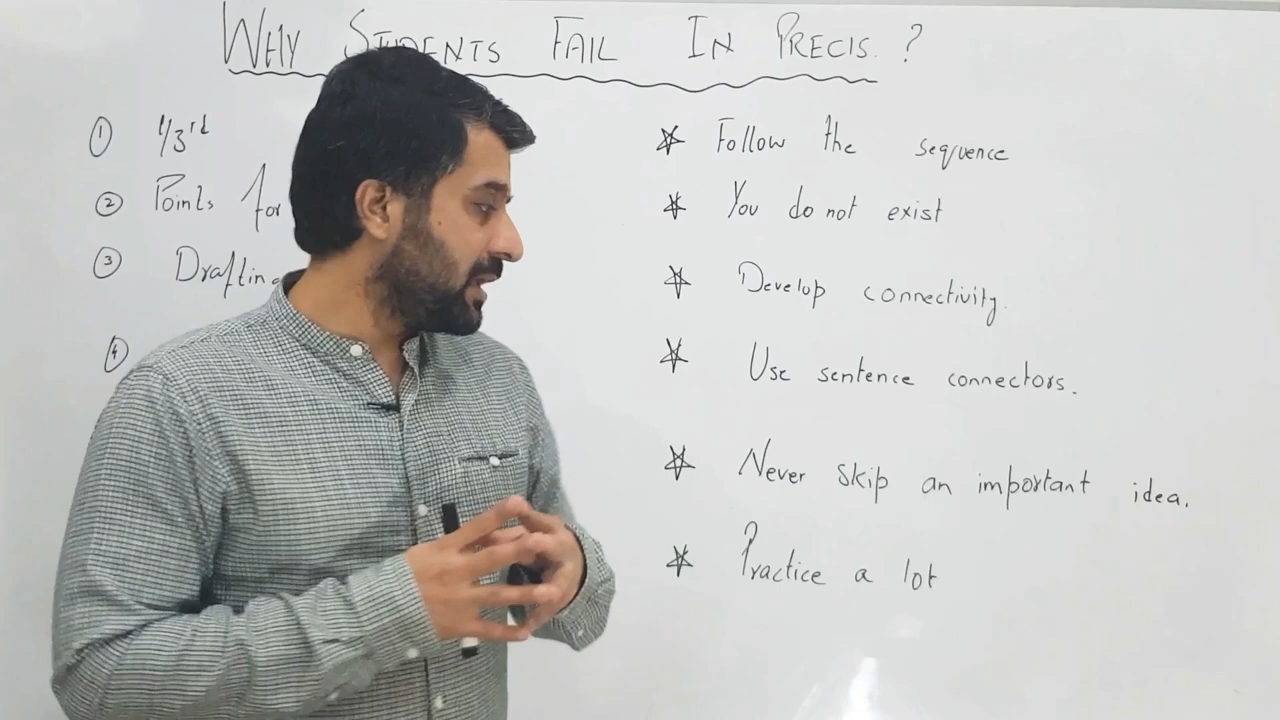 WHY STUDENTS FAIL IN PRECIS. ?
① 1/3rd
② Points for
③ Drafting
④
☆ Follow the sequence
☆ You do not exist
☆ Develop connectivity.
☆ Use sentence connectors.
☆ Never skip an important idea.
☆ Practice a lot